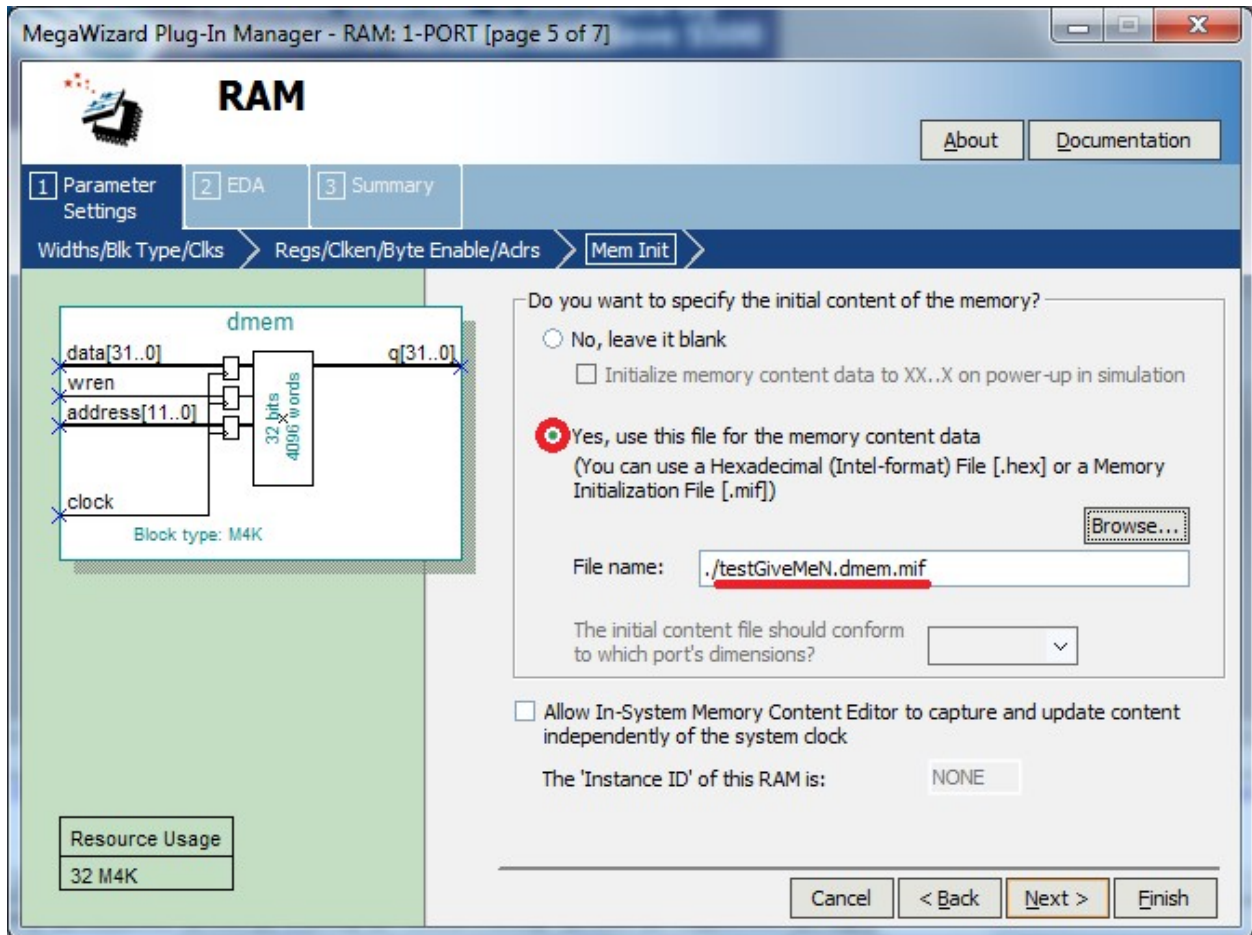 MegaWizard Plug-In Manager - RAM: 1-PORT [page 5 of 7]
RAM
About
Documentation
1 Parameter Settings
2 EDA
3 Summary
Widths/Blk Type/Clks
Regs/Clken/Byte Enable/Adrs
Mem Init
dmem
data[31..0]
q[31..0]
wren
address[11..0]
32 bits
x
4096 words
clock
Block type: M4K
Do you want to specify the initial content of the memory?
No, leave it blank
Initialize memory content data to XX..X on power-up in simulation
Yes, use this file for the memory content data
(You can use a Hexadecimal (Intel-format) File [.hex] or a Memory
Initialization File [.mif])
Browse...
File name: ./testGiveMeN.dmem.mif
The initial content file should conform
to which port's dimensions?
Allow In-System Memory Content Editor to capture and update content
independently of the system clock
The 'Instance ID' of this RAM is: NONE
Resource Usage
32 M4K
Cancel
< Back
Next >
Finish